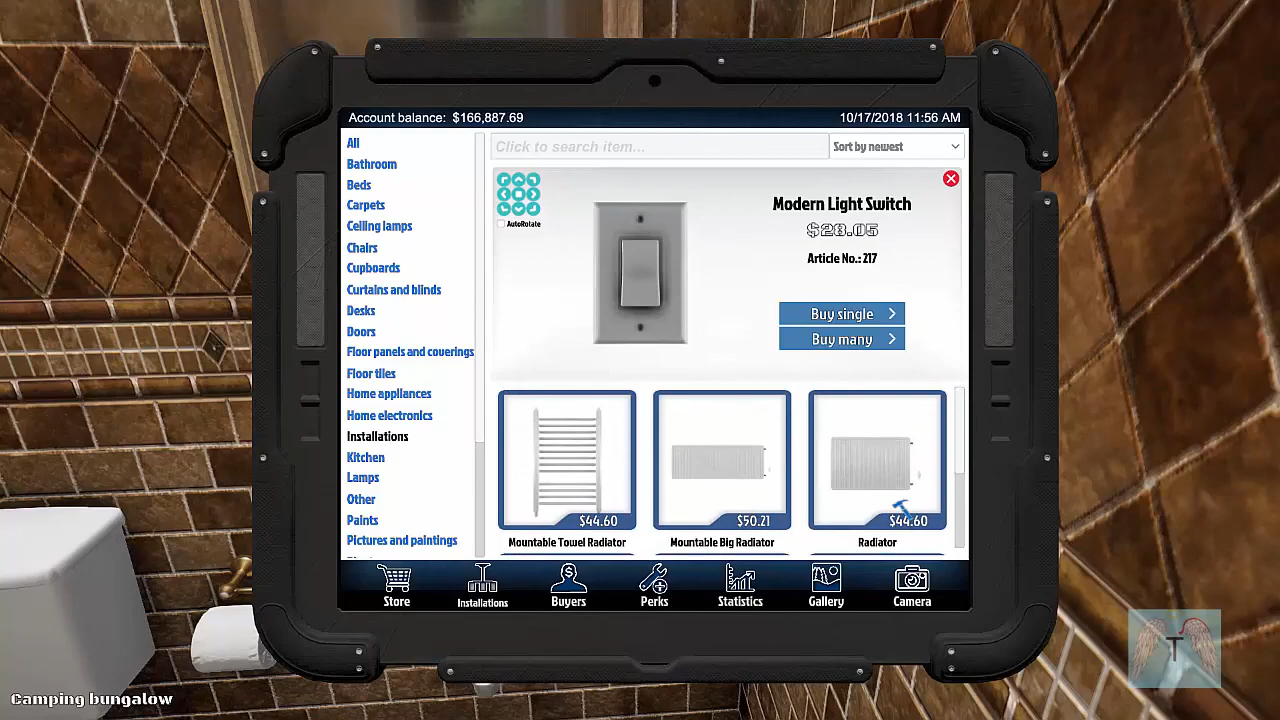 Account balance: $166,887.69
10/17/2018 11:56 AM
All
Bathroom
Beds
Carpets
Ceiling lamps
Chairs
Cupboards
Curtains and blinds
Desks
Doors
Floor panels and coverings
Floor tiles
Home appliances
Home electronics
Installations
Kitchen
Lamps
Other
Paints
Pictures and paintings
Click to search item...
Sort by newest
AutoRotate
Modern Light Switch
$28.05
Article No.: 217
Buy single
Buy many
$44.60
$50.21
$44.60
Mountable Towel Radiator
Mountable Big Radiator
Radiator
Store
Installations
Buyers
Perks
Statistics
Gallery
Camera
T
Camping bungalow